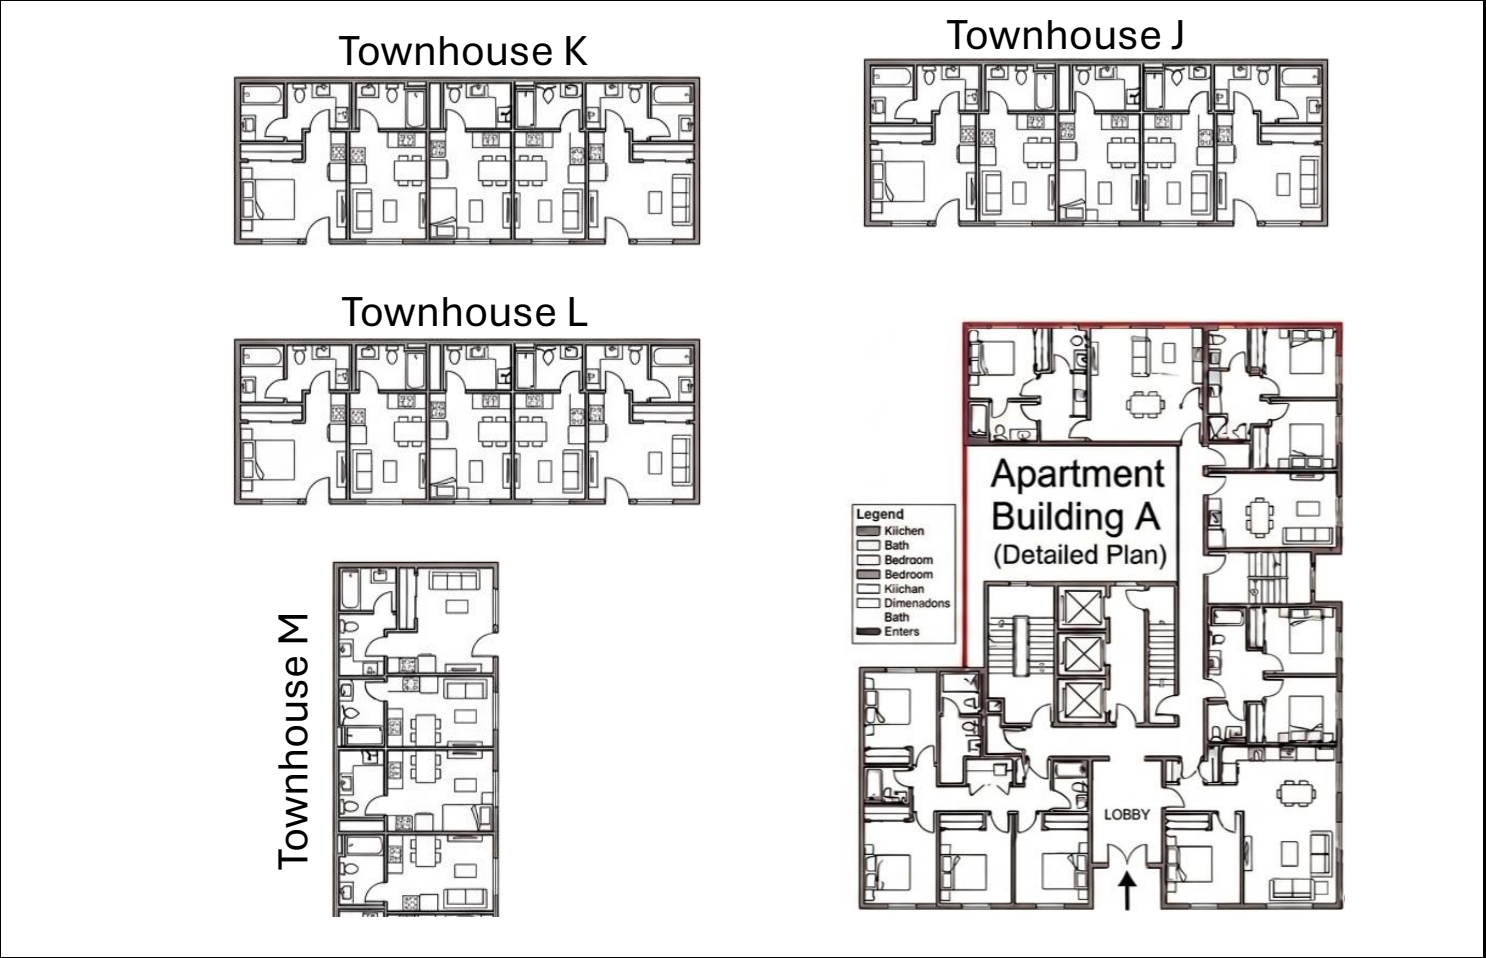 Townhouse K
Townhouse J
Townhouse L
Townhouse M
Apartment
Building A
(Detailed Plan)
Legend
Kiichen
Bath
Bedroom
Bedroom
Kiichan
Dimenadons
Bath
Enters
LOBBY